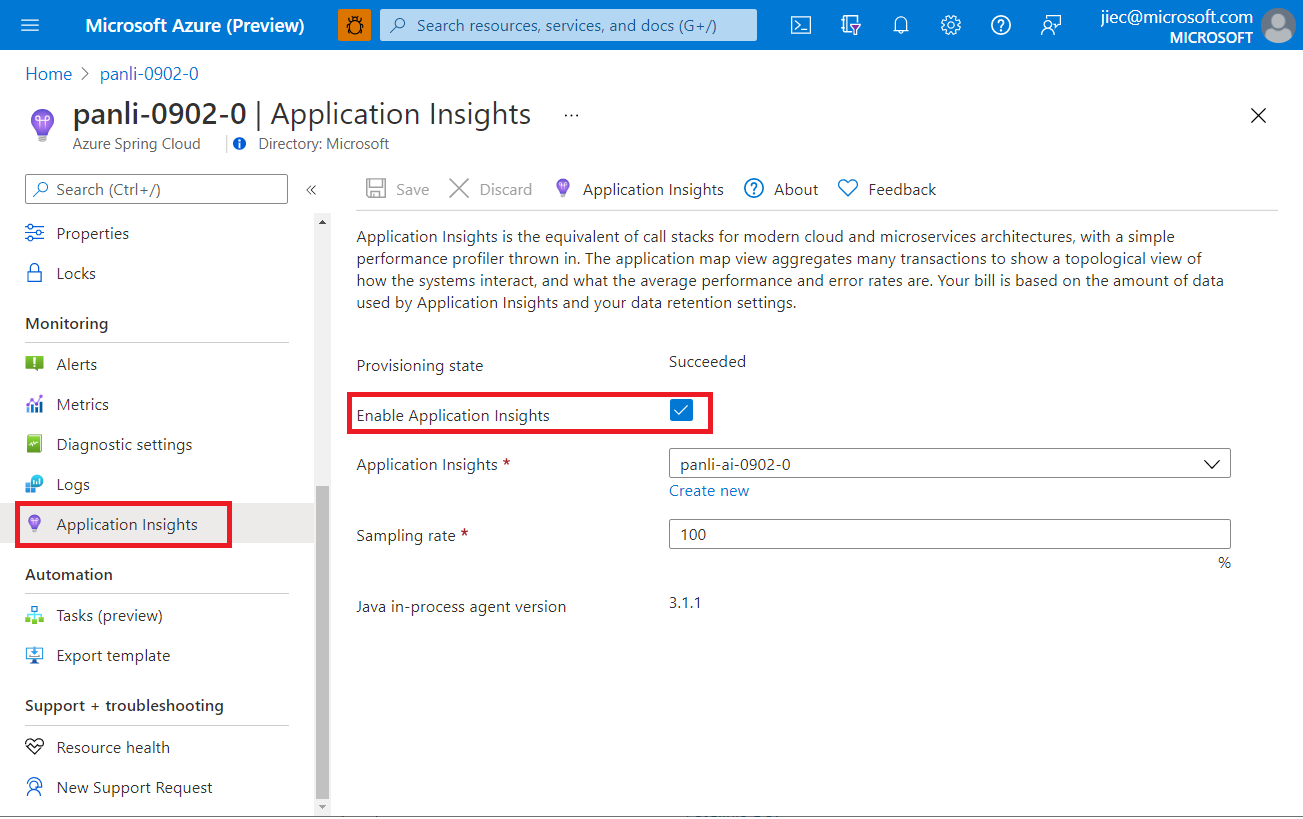 Microsoft Azure (Preview)
Search resources, services, and docs (G+/)
jiec@microsoft.com
MICROSOFT
Home > panli-0902-0
panli-0902-0 | Application Insights ...
Azure Spring Cloud
Directory: Microsoft
Search (Ctrl+/)
«
Properties
Locks
Monitoring
Alerts
Metrics
Diagnostic settings
Logs
Application Insights
Automation
Tasks (preview)
Export template
Support + troubleshooting
Resource health
New Support Request
Save
Discard
Application Insights
About
Feedback
Application Insights is the equivalent of call stacks for modern cloud and microservices architectures, with a simple
performance profiler thrown in. The application map view aggregates many transactions to show a topological view of
how the systems interact, and what the average performance and error rates are. Your bill is based on the amount of data
used by Application Insights and your data retention settings.
Provisioning state
Succeeded
Enable Application Insights
Application Insights *
panli-ai-0902-0
Create new
Sampling rate *
100
%
Java in-process agent version
3.1.1